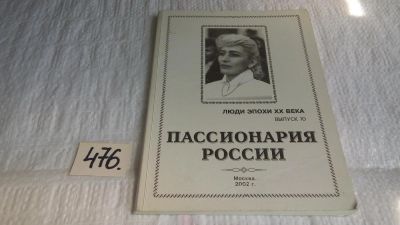 ЛЮДИ ЭПОХИ XX ВЕКА
ВЫПУСК 10
ПАССИОНАРИЯ
РОССИИ
Москва
2002 г.
476.